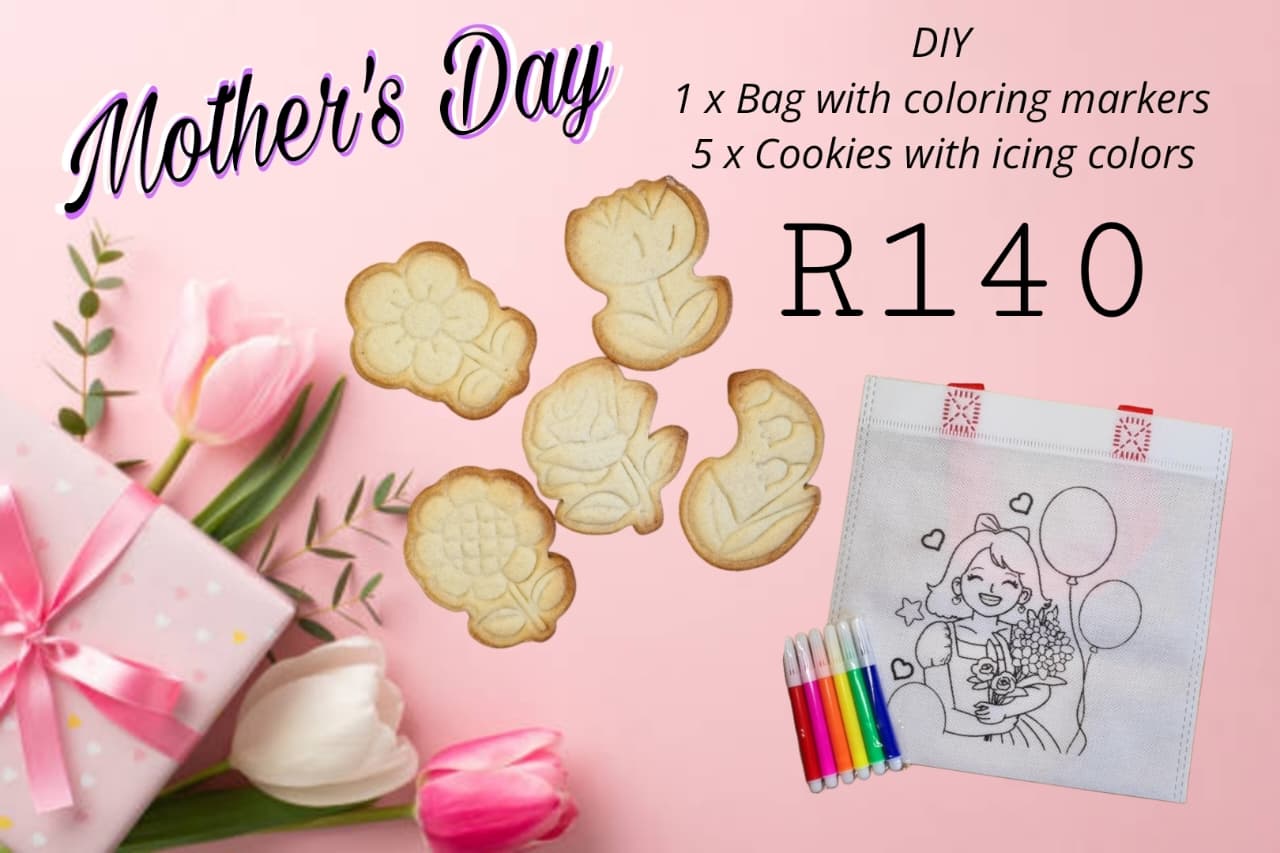 Mother's Day
DIY
1 x Bag with coloring markers
5 x Cookies with icing colors
R140